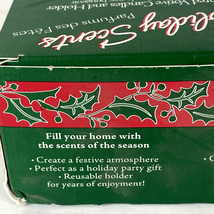 Holiday Scents
Votive Candles and Holder
Parfums des Fêtes
Fill your home with
the scents of the season
• Create a festive atmosphere
• Perfect as a holiday party gift
• Reusable holder
for years of enjoyment!